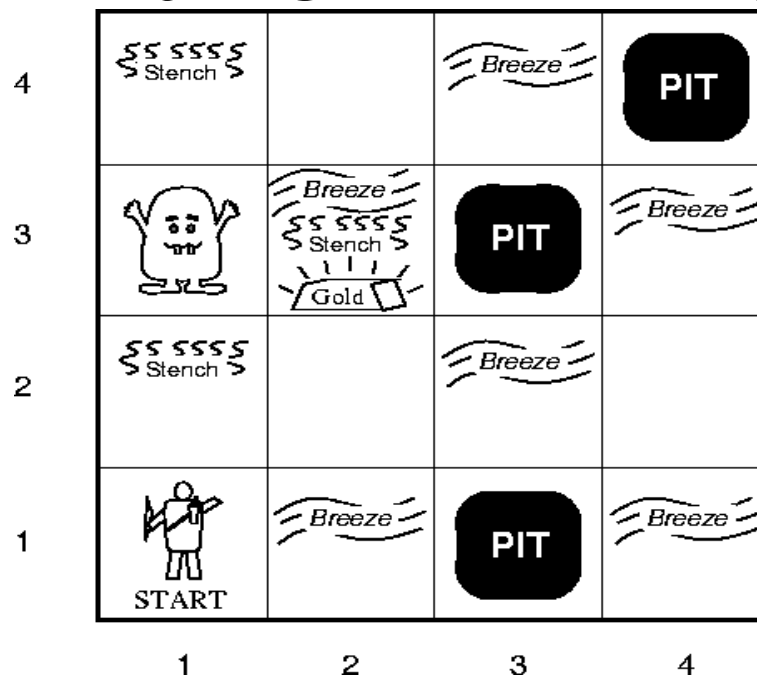 4
Stench
Breeze
PIT
3
Breeze
Stench
Gold
PIT
Breeze
2
Stench
Breeze
1
START
Breeze
PIT
Breeze
1 2 3 4